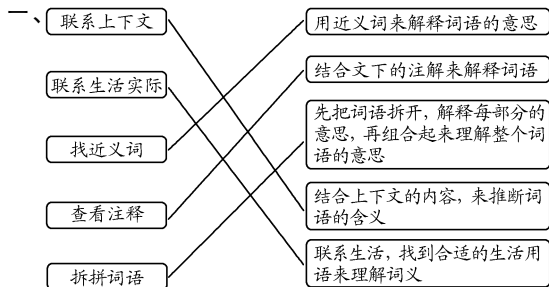 一、
联系上下文
联系生活实际
找近义词
查看注释
拆拼词语
用近义词来解释词语的意思
结合文下的注解来解释词语
先把词语拆开，解释每部分的
意思，再组合起来理解整个词
语的意思
结合上下文的内容，来推断词
语的含义
联系生活，找到合适的生活用
语来理解词义